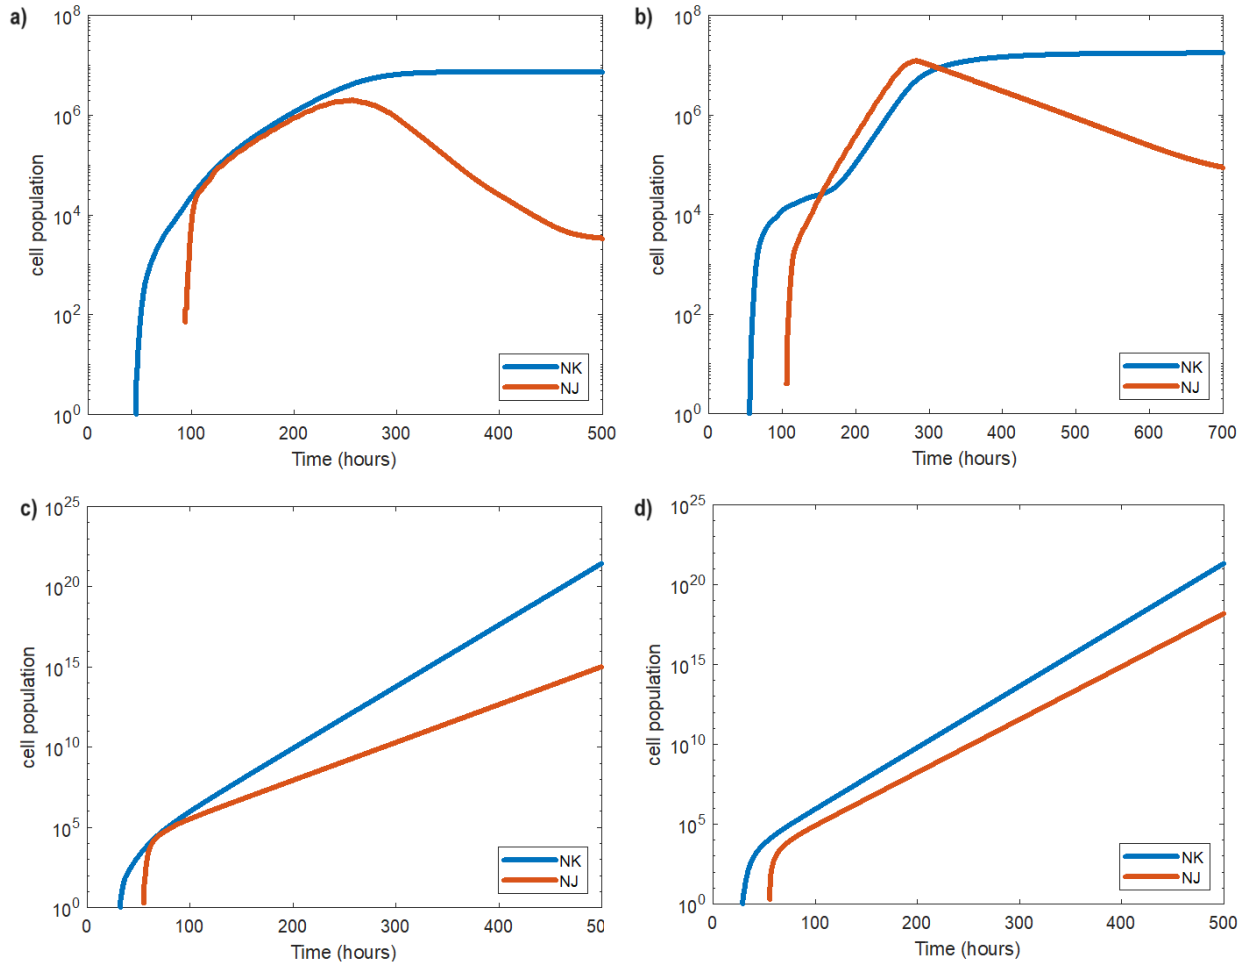 a)
10^8
10^6
10^4
10^2
10^0
cell population
0 100 200 300 400 500
Time (hours)
NK
NJ
b)
10^8
10^6
10^4
10^2
10^0
cell population
0 100 200 300 400 500 600 700
Time (hours)
NK
NJ
c)
10^25
10^20
10^15
10^10
10^5
10^0
cell population
0 100 200 300 400 500
Time (hours)
NK
NJ
d)
10^25
10^20
10^15
10^10
10^5
10^0
cell population
0 100 200 300 400 500
Time (hours)
NK
NJ